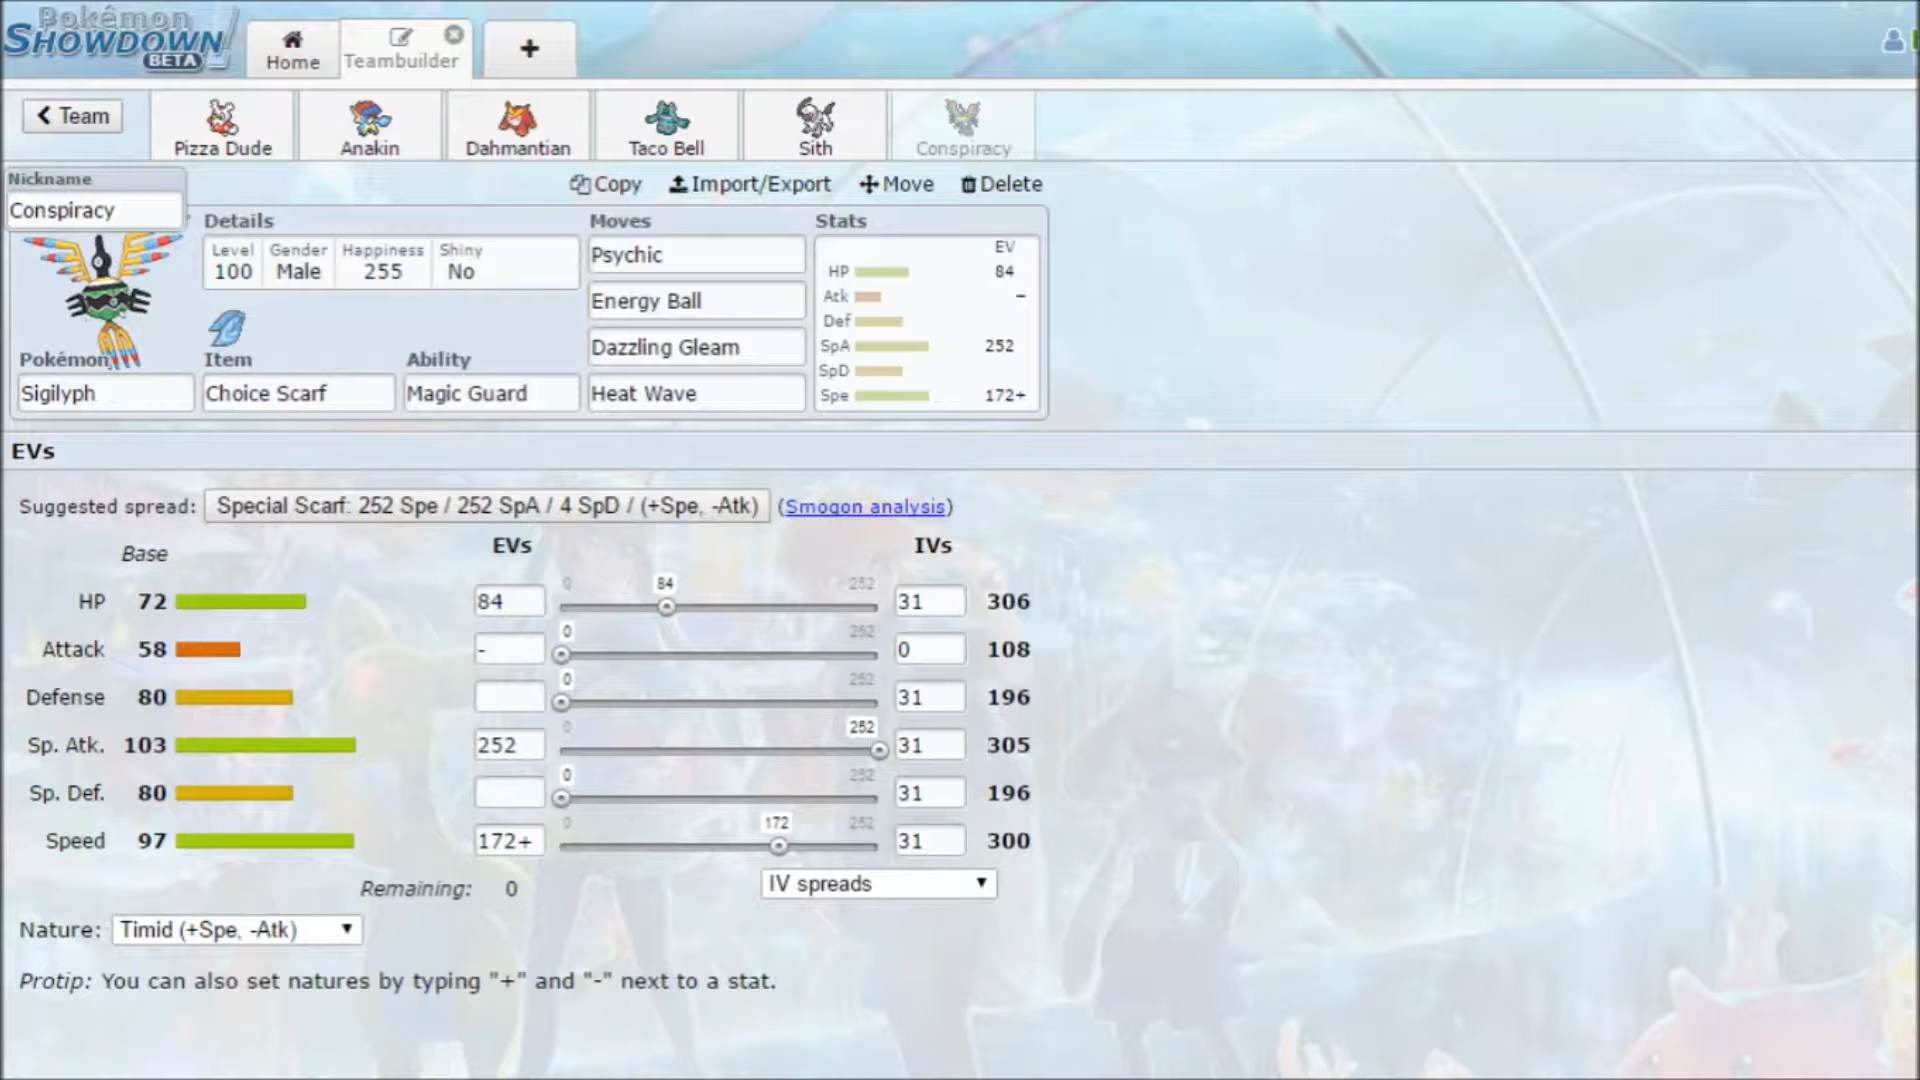 Pokémon
SHOWDOWN
BETA
Home
Teambuilder
+
Team
Pizza Dude
Anakin
Dahmantian
Taco Bell
Sith
Conspiracy
Copy
Import/Export
Move
Delete
Nickname
Conspiracy
Details
Level Gender Happiness Shiny
100 Male 255 No
Pokémon
Sigilyph
Item
Choice Scarf
Ability
Magic Guard
Moves
Psychic
Energy Ball
Dazzling Gleam
Heat Wave
Stats
EV
HP 84
Atk –
Def
SpA 252
SpD
Spe 172+
EVs
Suggested spread: Special Scarf: 252 Spe / 252 SpA / 4 SpD / (+Spe, -Atk) (Smogon analysis)
Base EVs IVs
0 84 252
HP 72 84 31 306
0 252
Attack 58 - 0 108
0 252
Defense 80 31 196
0 252
Sp. Atk. 103 252 31 305
0 252
Sp. Def. 80 31 196
0 172 252
Speed 97 172+ 31 300
Remaining: 0 IV spreads
Nature: Timid (+Spe, -Atk)
Protip: You can also set natures by typing "+" and "-" next to a stat.